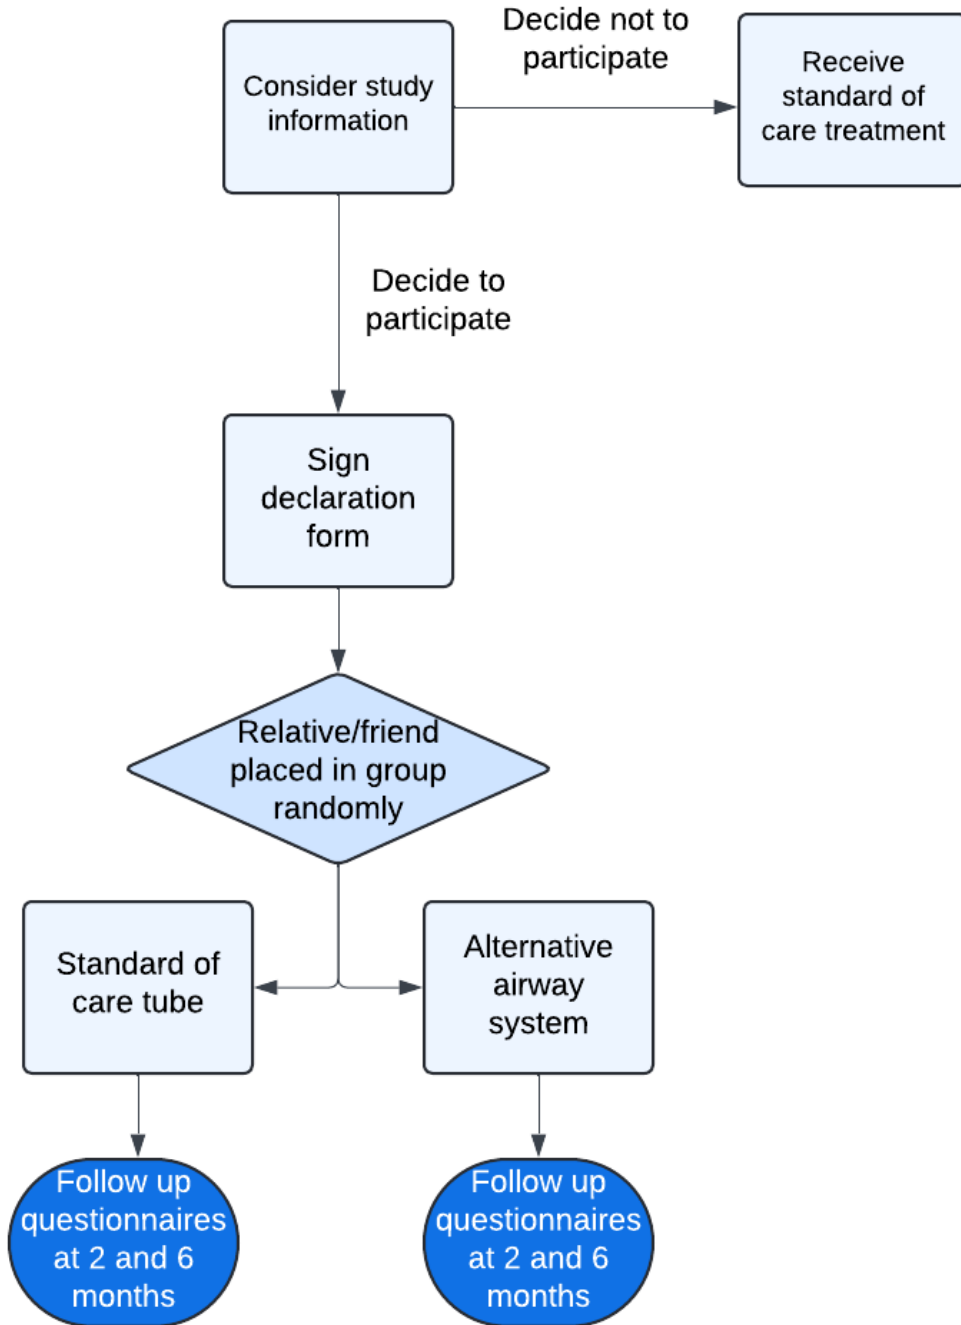 Consider study
information
Decide not to
participate
Receive
standard of
care treatment
Decide to
participate
Sign
declaration
form
Relative/friend
placed in group
randomly
Standard of
care tube
Alternative
airway
system
Follow up
questionnaires
at 2 and 6
months
Follow up
questionnaires
at 2 and 6
months